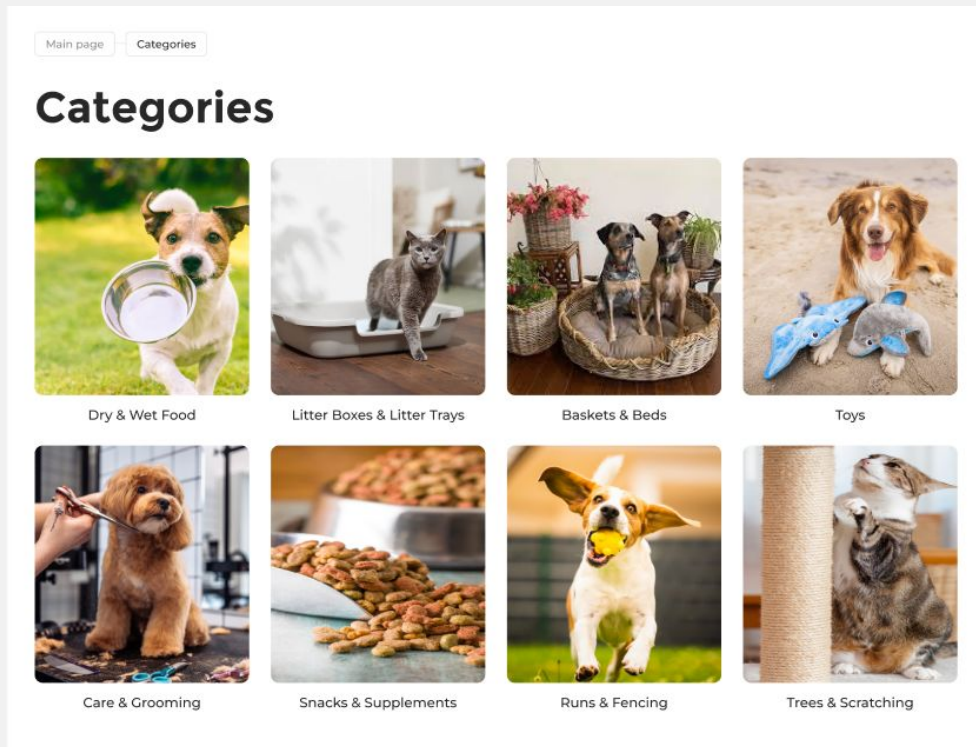 Main page
Categories
Categories
Dry & Wet Food
Litter Boxes & Litter Trays
Baskets & Beds
Toys
Care & Grooming
Snacks & Supplements
Runs & Fencing
Trees & Scratching